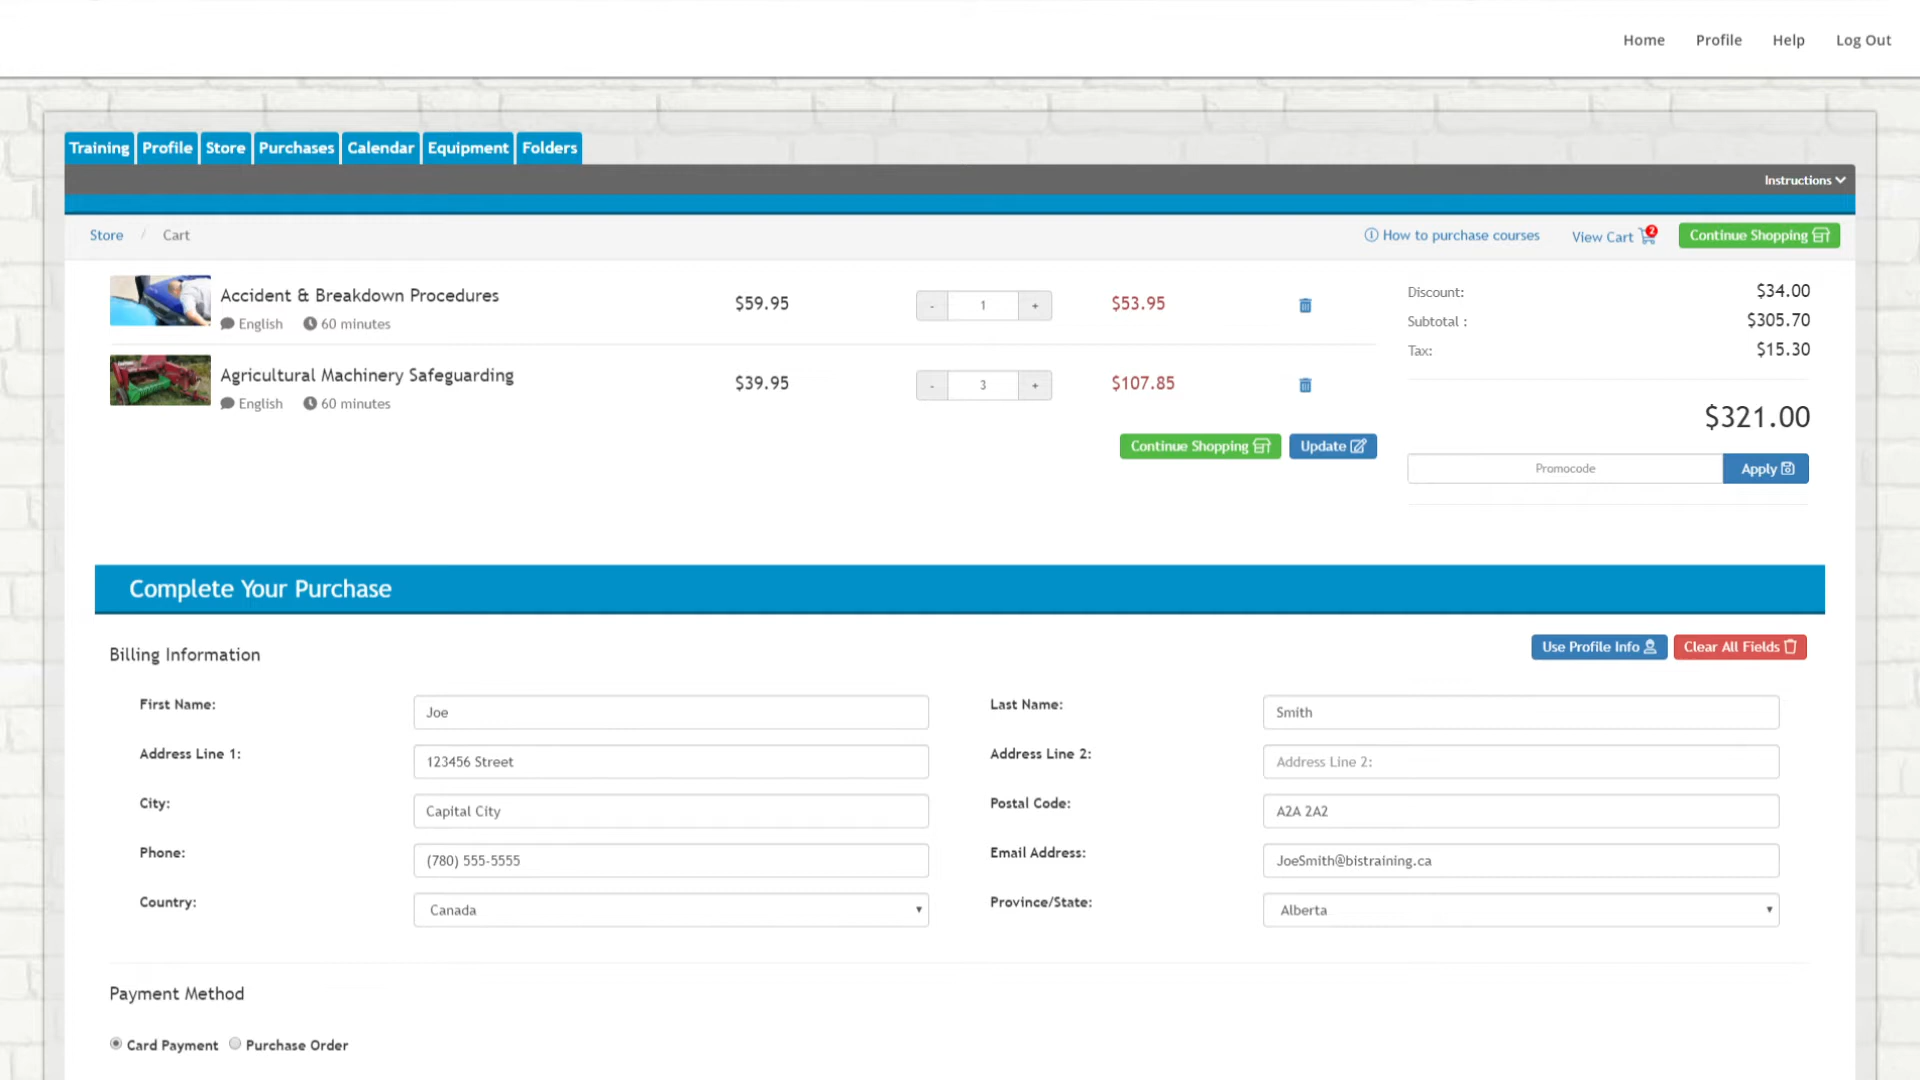 Home Profile Help Log Out
Training Profile Store Purchases Calendar Equipment Folders
Instructions
Store / Cart How to purchase courses View Cart 2 Continue Shopping
Accident & Breakdown Procedures $59.95 - 1 + $53.95
English 60 minutes
Agricultural Machinery Safeguarding $39.95 - 3 + $107.85
English 60 minutes
Continue Shopping Update
Discount: $34.00
Subtotal : $305.70
Tax: $15.30
$321.00
Promocode Apply
Complete Your Purchase
Billing Information Use Profile Info Clear All Fields
First Name: Joe Last Name: Smith
Address Line 1: 123456 Street Address Line 2: Address Line 2:
City: Capital City Postal Code: A2A 2A2
Phone: (780) 555-5555 Email Address: JoeSmith@bistraining.ca
Country: Canada Province/State: Alberta
Payment Method
Card Payment Purchase Order